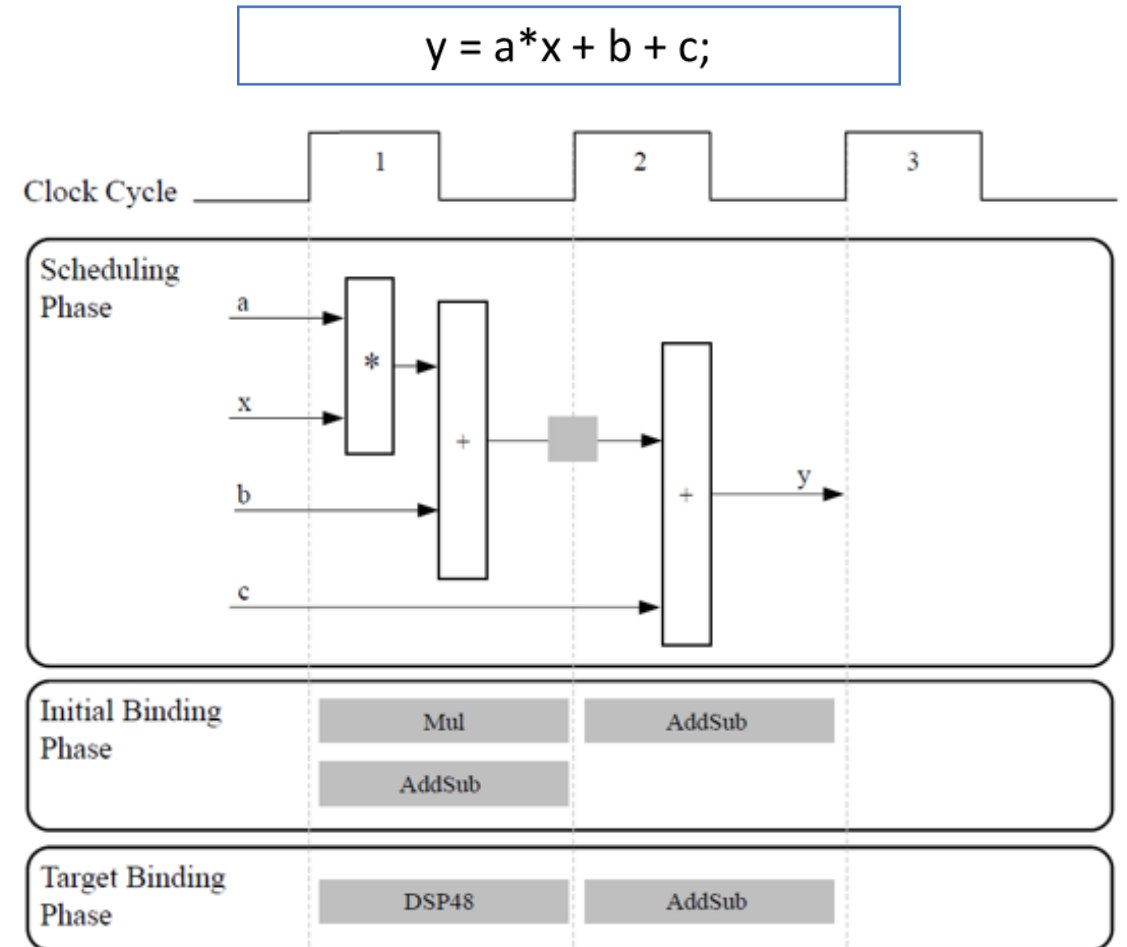 y = a*x + b + c;
1
2
3
Clock Cycle
Scheduling
Phase
a
*
x
+
b
+
y
c
Initial Binding
Phase
Mul
AddSub
AddSub
Target Binding
Phase
DSP48
AddSub